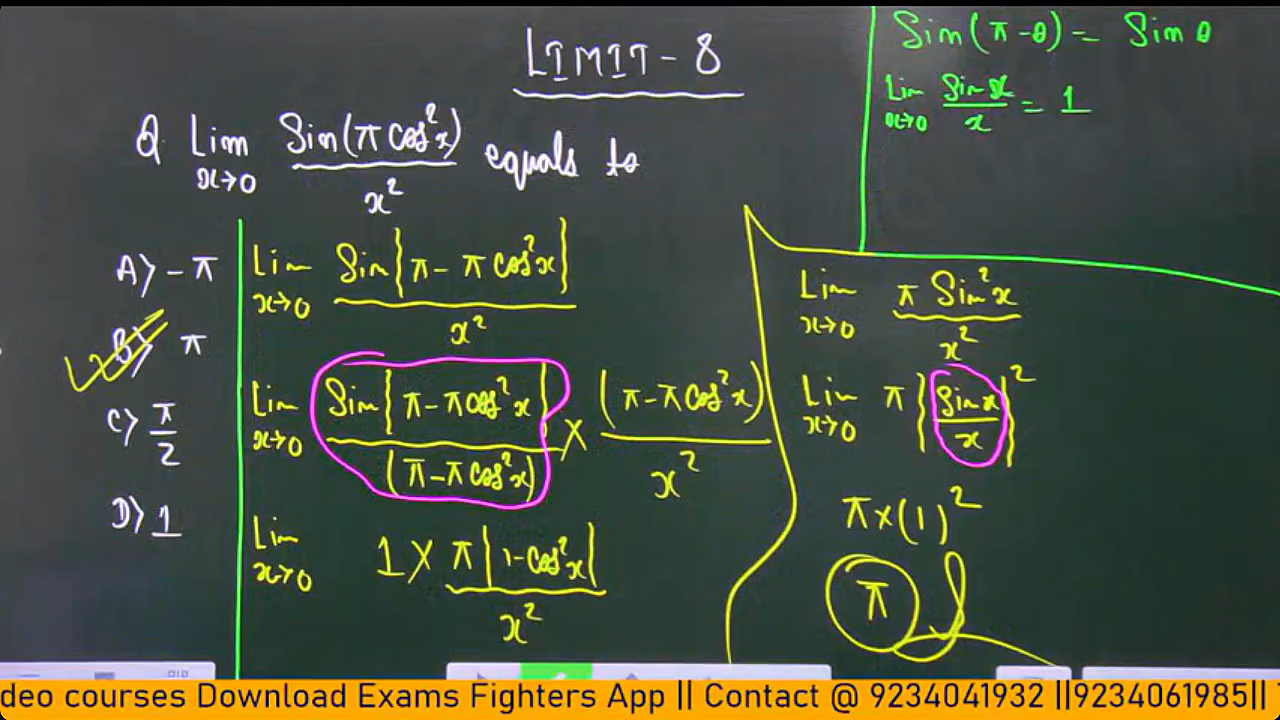 LIMIT - 8
Sin(π-θ) = Sin θ
Lim x→0 Sin x / x = 1
Q Lim x→0 Sin(π cos²x) / x² equals to
A) - π
B) π
C) π/2
D) 1
Lim x→0 Sin{π - π cos²x} / x²
Lim x→0 Sin{π - π cos²x} / (π - π cos²x) × (π - π cos²x) / x²
Lim x→0 1 × π{1 - cos²x} / x²
Lim x→0 π Sin²x / x²
Lim x→0 π {Sin x / x}²
π × (1)²
π
deo courses Download Exams Fighters App || Contact @ 9234041932 ||9234061985||